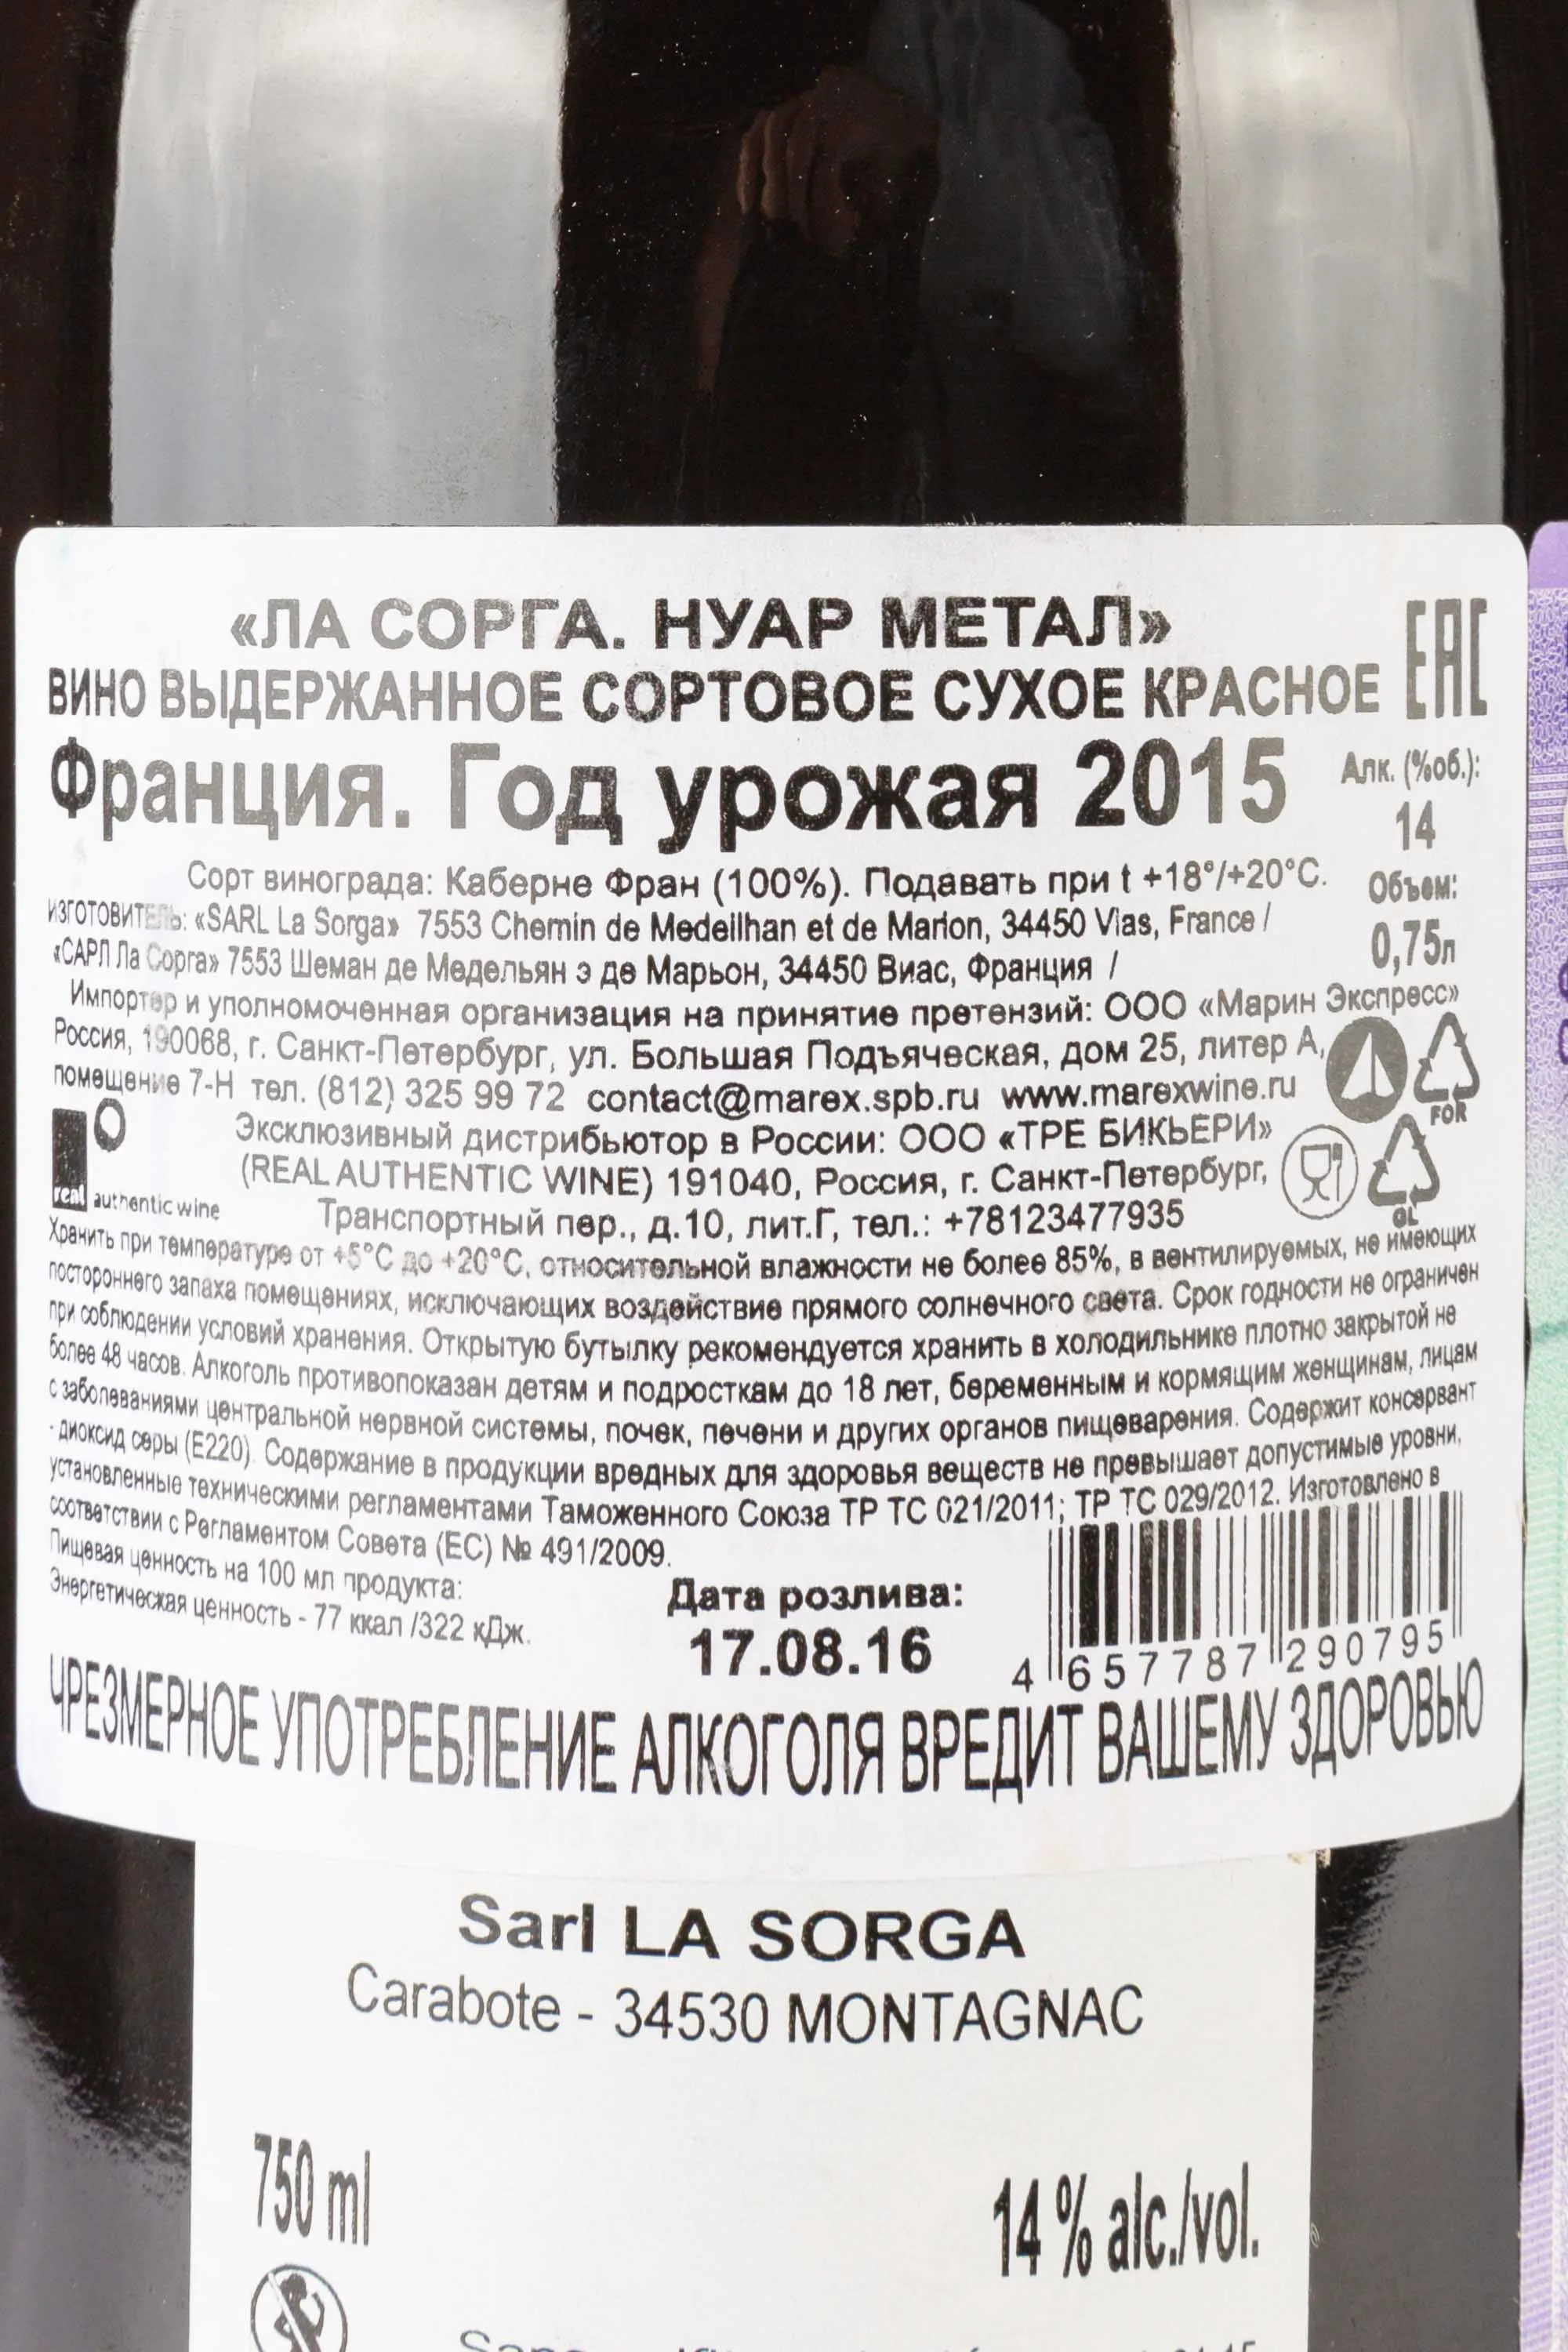 «ЛА СОРГА. НУАР МЕТАЛ»
ВИНО ВЫДЕРЖАННОЕ СОРТОВОЕ СУХОЕ КРАСНОЕ
EAC
Франция. Год урожая 2015
Алк. (%об.):
14
Сорт винограда: Каберне Фран (100%). Подавать при t +18°/+20°C.
Объем:
0,75л
ИЗГОТОВИТЕЛЬ: «SARL La Sorga» 7553 Chemin de Medeilhan et de Marion, 34450 Vias, France /
«САРЛ Ла Сорга» 7553 Шеман де Медельян э де Марьон, 34450 Виас, Франция /
Импортер и уполномоченная организация на принятие претензий: ООО «Марин Экспресс»
Россия, 190068, г. Санкт-Петербург, ул. Большая Подъяческая, дом 25, литер А,
помещение 7-Н тел. (812) 325 99 72 contact@marex.spb.ru www.marexwine.ru
FOR
Эксклюзивный дистрибьютор в России: ООО «ТРЕ БИКЬЕРИ»
(REAL AUTHENTIC WINE) 191040, Россия, г. Санкт-Петербург,
real authentic wine
Транспортный пер., д.10, лит.Г, тел.: +78123477935
GL
Хранить при температуре от +5°C до +20°C, относительной влажности не более 85%, в вентилируемых, не имеющих
постороннего запаха помещениях, исключающих воздействие прямого солнечного света. Срок годности не ограничен
при соблюдении условий хранения. Открытую бутылку рекомендуется хранить в холодильнике плотно закрытой не
более 48 часов. Алкоголь противопоказан детям и подросткам до 18 лет, беременным и кормящим женщинам, лицам
с заболеваниями центральной нервной системы, почек, печени и других органов пищеварения. Содержит консервант
- диоксид серы (Е220). Содержание в продукции вредных для здоровья веществ не превышает допустимые уровни,
установленные техническими регламентами Таможенного Союза ТР ТС 021/2011; ТР ТС 029/2012. Изготовлено в
соответствии с Регламентом Совета (ЕС) № 491/2009.
Пищевая ценность на 100 мл продукта:
Энергетическая ценность - 77 ккал /322 кДж.
Дата розлива:
17.08.16
4 657787 290795
ЧРЕЗМЕРНОЕ УПОТРЕБЛЕНИЕ АЛКОГОЛЯ ВРЕДИТ ВАШЕМУ ЗДОРОВЬЮ
Sarl LA SORGA
Carabote - 34530 MONTAGNAC
750 ml
14 % alc./vol.